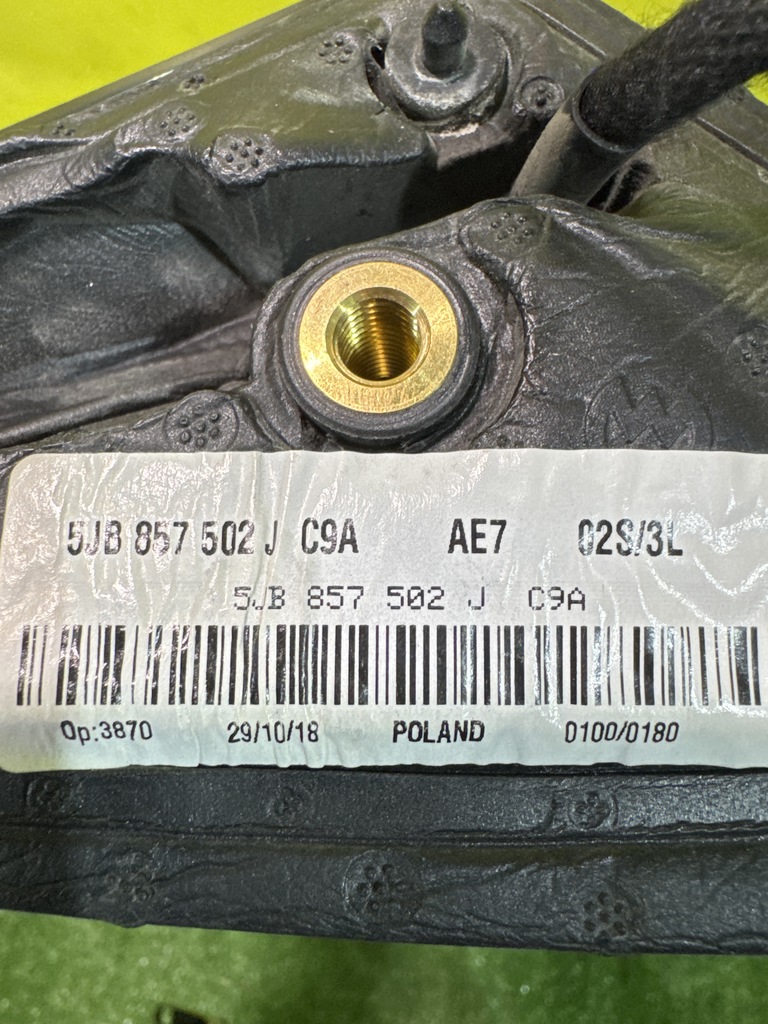 5JB 857 502 J C9A AE7 02S/3L
5JB 857 502 J C9A
Op:3870 29/10/18 POLAND 0100/0180